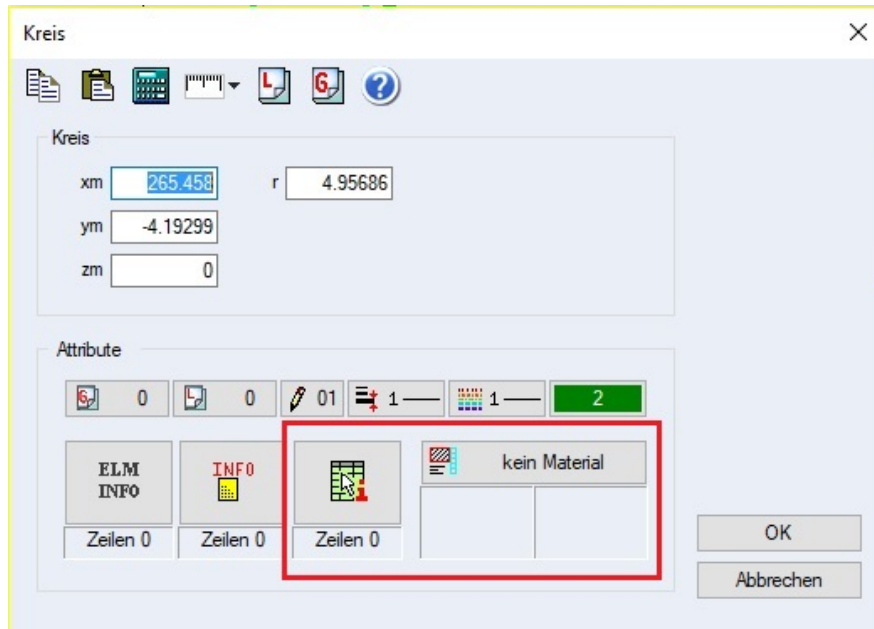 Kreis
L G ?
Kreis
xm 265.458 r 4.95686
ym -4.19299
zm 0
Attribute
G 0 L 0 01 1 1 2
ELM INFO
INFO
i
kein Material
Zeilen 0 Zeilen 0 Zeilen 0
OK
Abbrechen